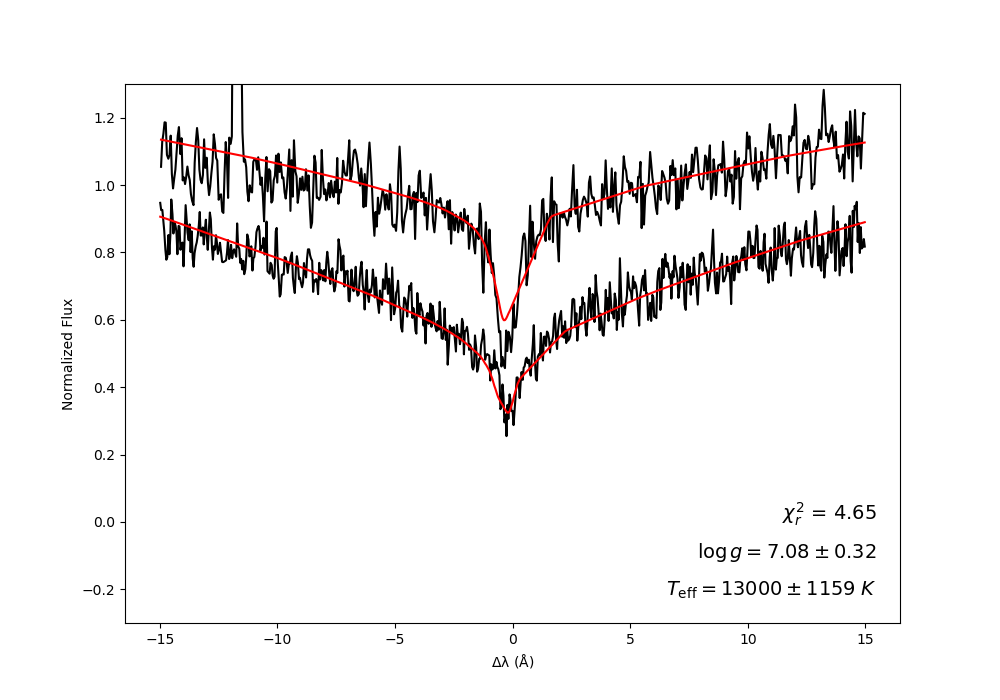 1.2
1.0
0.8
0.6
0.4
0.2
0.0
−0.2
Normalized Flux
χ²ᵣ = 4.65
log g = 7.08 ± 0.32
T_eff = 13000 ± 1159 K
−15 −10 −5 0 5 10 15
Δλ (Å)